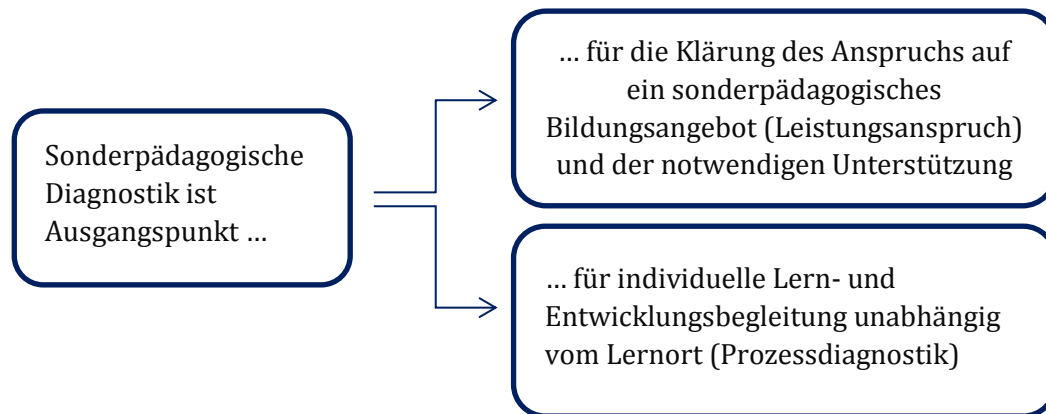 Sonderpädagogische
Diagnostik ist
Ausgangspunkt …
… für die Klärung des Anspruchs auf
ein sonderpädagogisches
Bildungsangebot (Leistungsanspruch)
und der notwendigen Unterstützung
… für individuelle Lern- und
Entwicklungsbegleitung unabhängig
vom Lernort (Prozessdiagnostik)